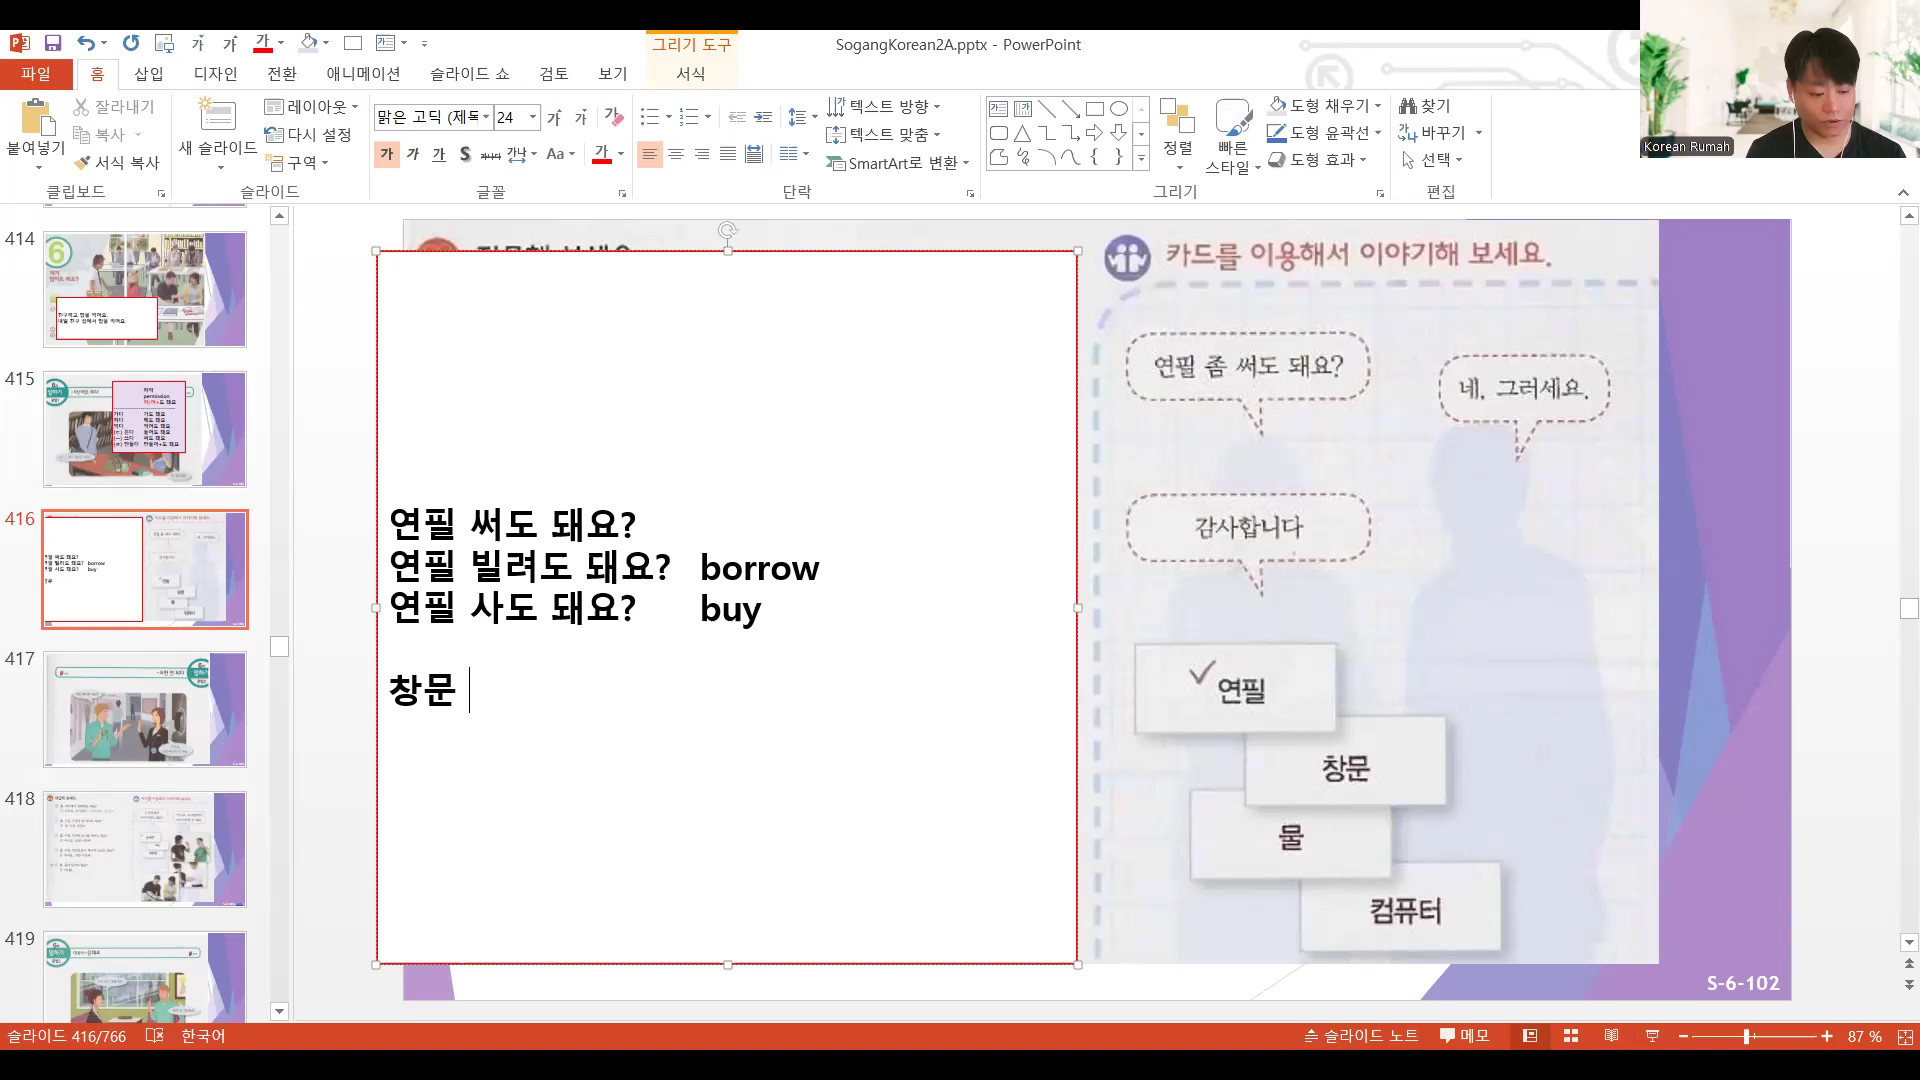 그리기 도구
SogangKorean2A.pptx - PowerPoint
파일
홈
삽입
디자인
전환
애니메이션
슬라이드 쇼
검토
보기
서식
붙여넣기
잘라내기
복사
서식 복사
클립보드
새 슬라이드
레이아웃
다시 설정
구역
슬라이드
맑은 고딕 (제목
24
글꼴
텍스트 방향
텍스트 맞춤
SmartArt로 변환
단락
정렬
빠른
스타일
도형 채우기
도형 윤곽선
도형 효과
그리기
찾기
바꾸기
선택
편집
Korean Rumah
414
415
416
417
418
419
연필 써도 돼요?
연필 빌려도 돼요? borrow
연필 사도 돼요? buy
창문
카드를 이용해서 이야기해 보세요.
연필 좀 써도 돼요?
네, 그러세요.
감사합니다
연필
창문
물
컴퓨터
S-6-102
슬라이드 416/766
한국어
슬라이드 노트
메모
87 %